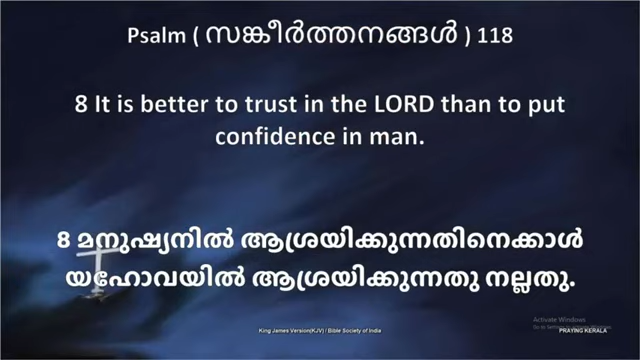 Psalm ( സങ്കീർത്തനങ്ങൾ ) 118
8 It is better to trust in the LORD than to put
confidence in man.
8 മനുഷ്യനിൽ ആശ്രയിക്കുന്നതിനെക്കാൾ
യഹോവയിൽ ആശ്രയിക്കുന്നതു നല്ലതു.
King James Version(KJV) / Bible Society of India
Activate Windows
PRAYING KERALA